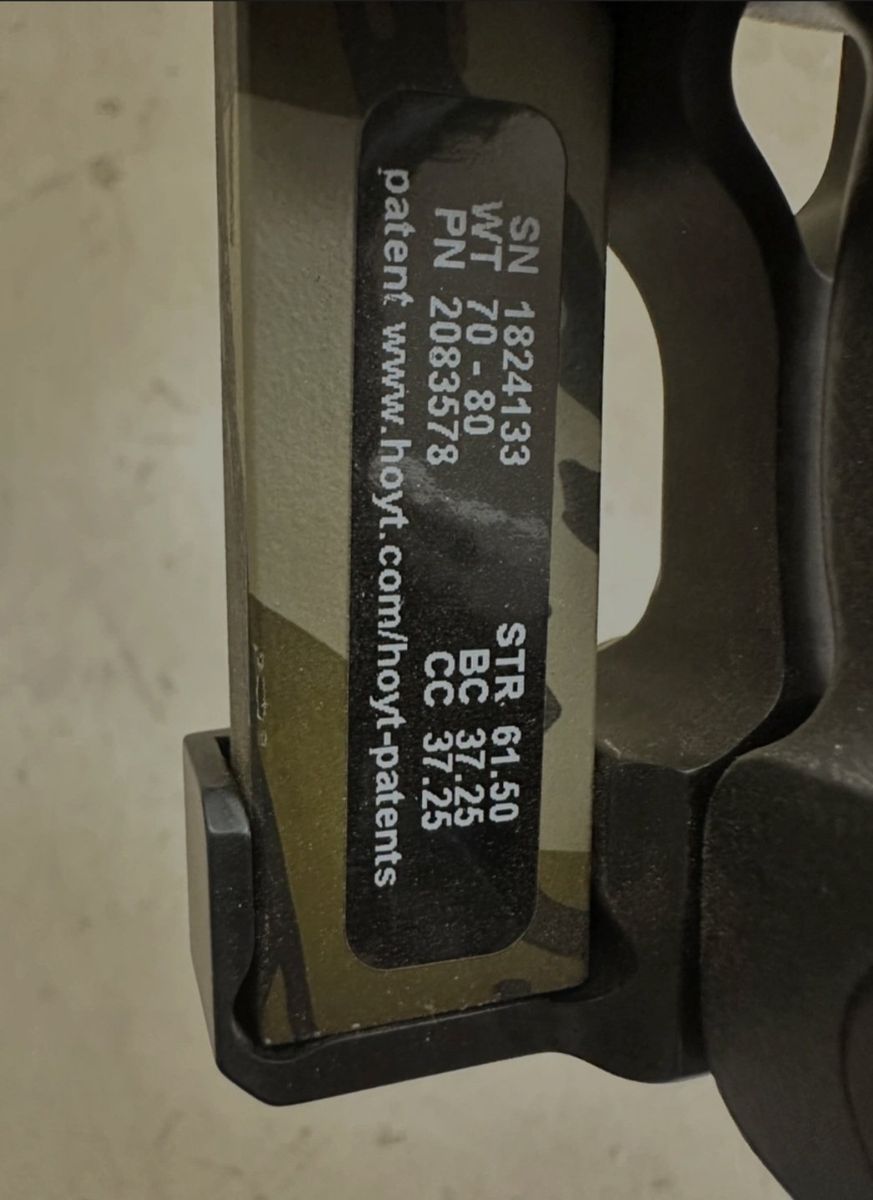 SN 1824133 STR 61.50
WT 70 - 80 BC 37.25
PN 2083578 CC 37.25
patent www.hoyt.com/hoyt-patents